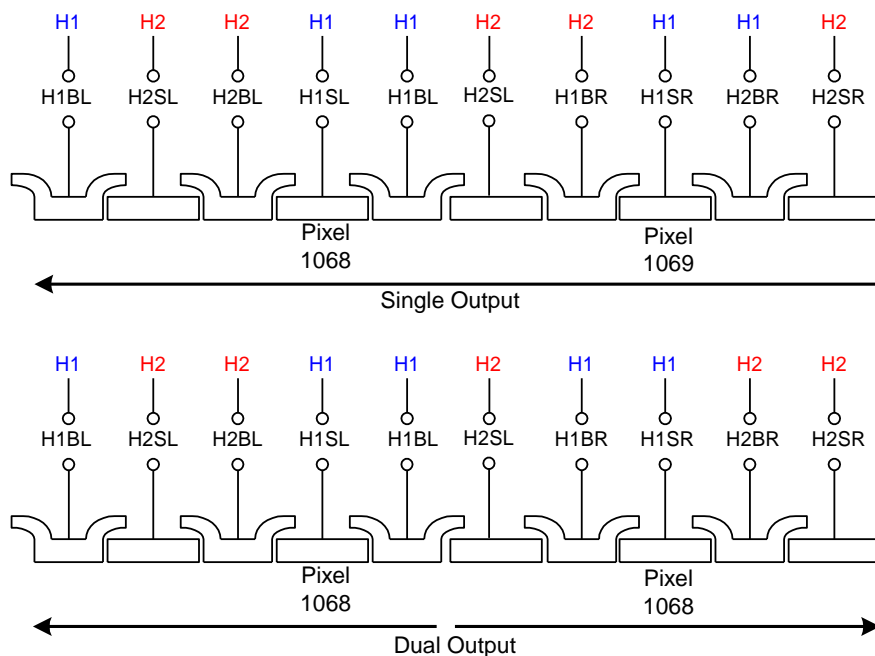 H1 H2 H2 H1 H1 H2 H2 H1 H1 H2
H1BL H2SL H2BL H1SL H1BL H2SL H1BR H1SR H2BR H2SR
Pixel Pixel
1068 1069
Single Output
H1 H2 H2 H1 H1 H2 H1 H1 H2 H2
H1BL H2SL H2BL H1SL H1BL H2SL H1BR H1SR H2BR H2SR
Pixel Pixel
1068 1068
Dual Output